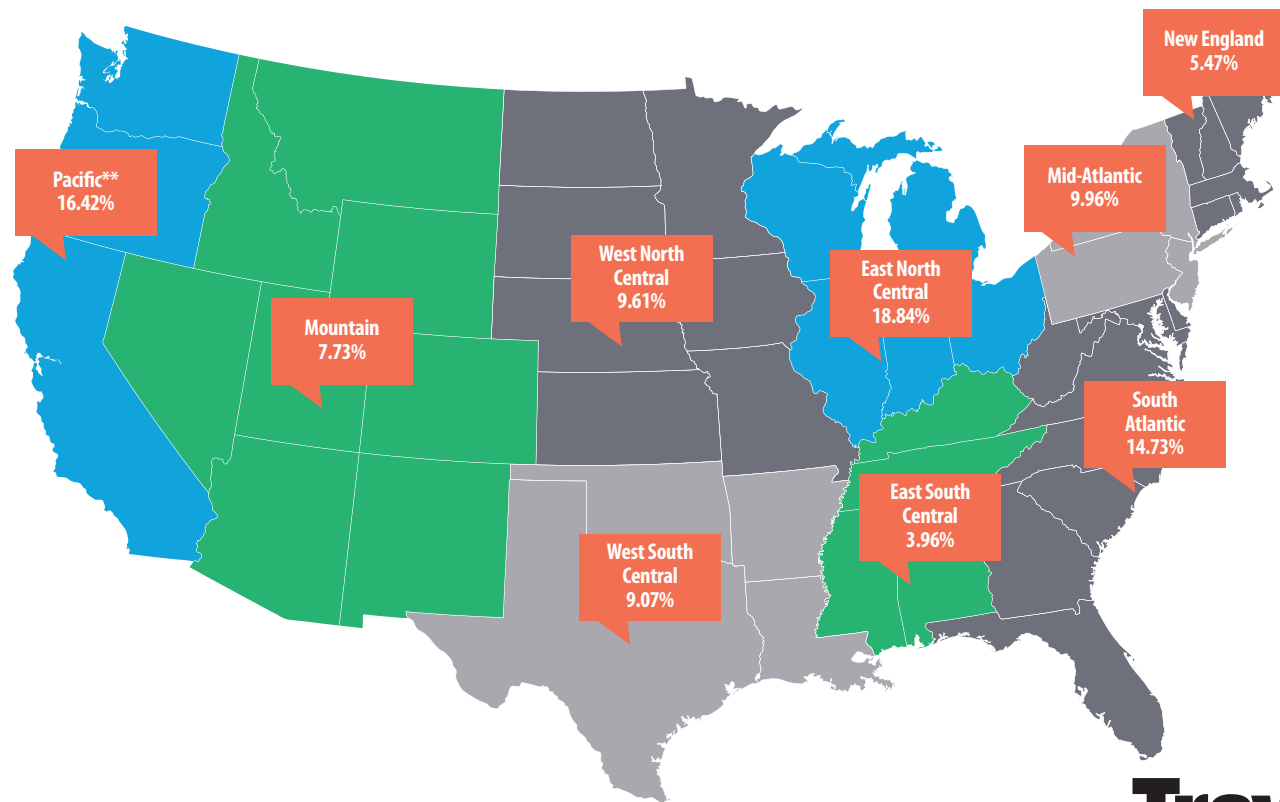 New England
5.47%
Pacific**
16.42%
Mid-Atlantic
9.96%
West North
Central
9.61%
East North
Central
18.84%
Mountain
7.73%
South
Atlantic
14.73%
East South
Central
3.96%
West South
Central
9.07%